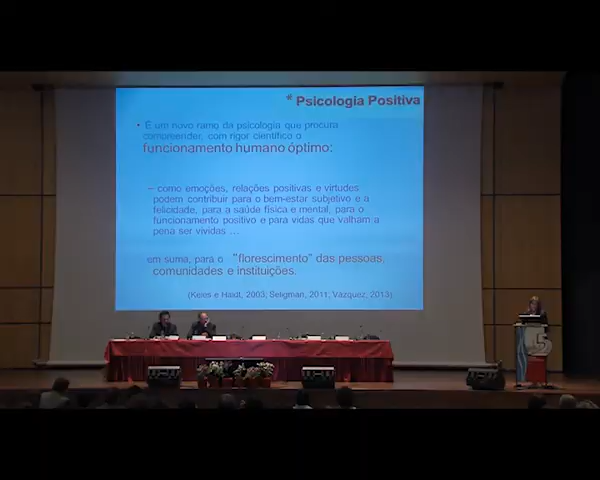 * Psicologia Positiva
• É um novo ramo da psicologia que procura
compreender, com rigor científico o
funcionamento humano óptimo:
– como emoções, relações positivas e virtudes
podem contribuir para o bem-estar subjetivo e a
felicidade, para a saúde física e mental, para o
funcionamento positivo e para vidas que valham a
pena ser vividas ...
em suma, para o "florescimento" das pessoas,
comunidades e instituições.
(Keyes e Haidt, 2003; Seligman, 2011; Vázquez, 2013)